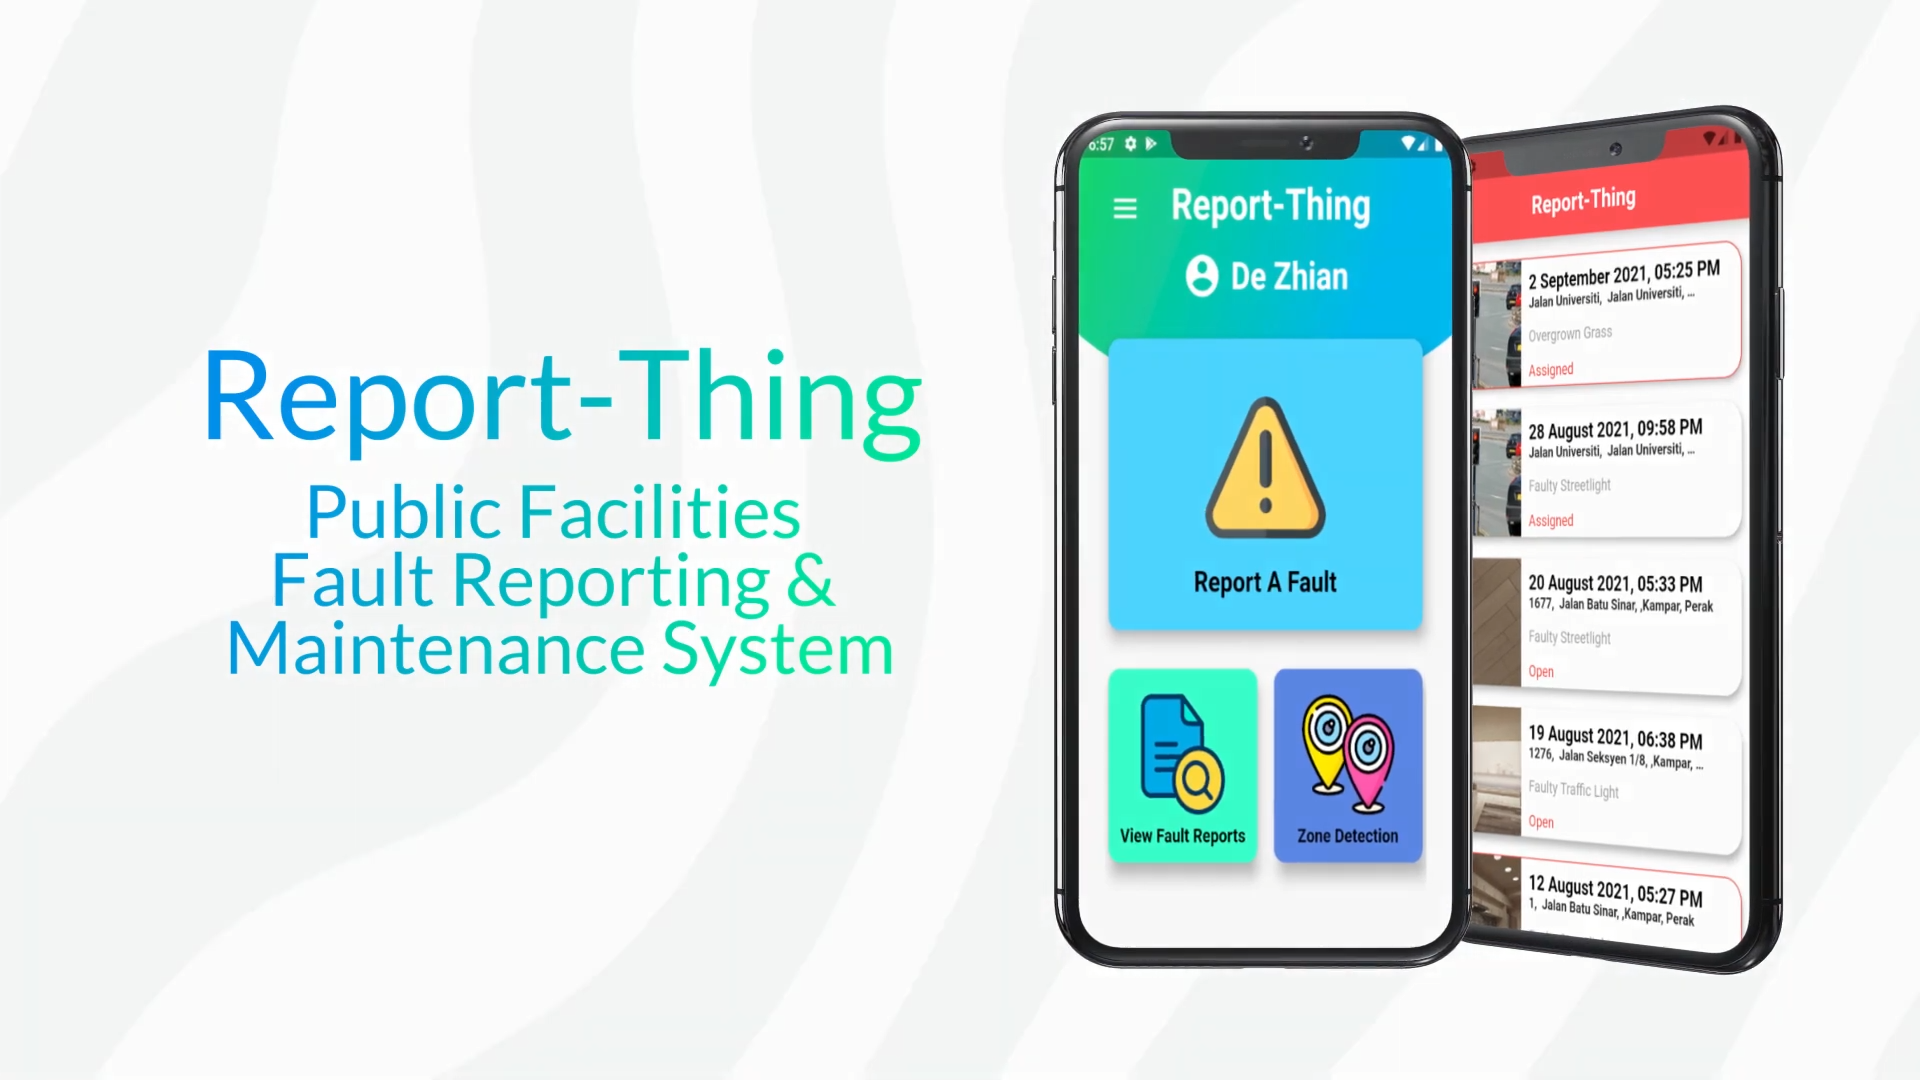 Report-Thing
Public Facilities
Fault Reporting &
Maintenance System
6:57
Report-Thing
De Zhian
Report A Fault
View Fault Reports
Zone Detection
Report-Thing
2 September 2021, 05:25 PM
Jalan Universiti, Jalan Universiti, ...
Overgrown Grass
Assigned
28 August 2021, 09:58 PM
Jalan Universiti, Jalan Universiti, ...
Faulty Streetlight
Assigned
20 August 2021, 05:33 PM
1677, Jalan Batu Sinar, ,Kampar, Perak
Faulty Streetlight
Open
19 August 2021, 06:38 PM
1276, Jalan Seksyen 1/8, ,Kampar, ...
Faulty Traffic Light
Open
12 August 2021, 05:27 PM
1, Jalan Batu Sinar, ,Kampar, Perak